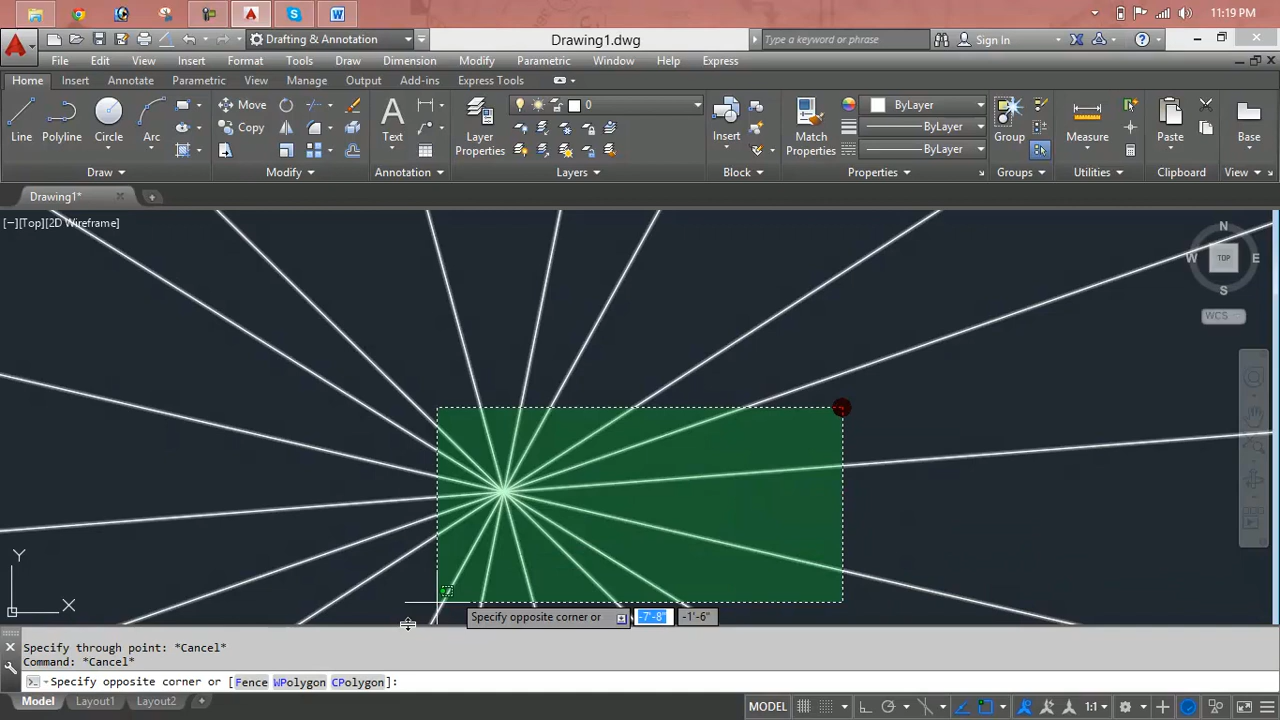 11:19 PM
Drafting & Annotation
Drawing1.dwg
Type a keyword or phrase
Sign In
File Edit View Insert Format Tools Draw Dimension Modify Parametric Window Help Express
Home Insert Annotate Parametric View Manage Output Add-ins Express Tools
Move
0
ByLayer
Copy
ByLayer
Line Polyline Circle Arc Text Layer Properties Insert Match Properties Group Measure Paste Base
ByLayer
Draw Modify Annotation Layers Block Properties Groups Utilities Clipboard View
Drawing1*
[−][Top][2D Wireframe]
N
W TOP E
S
WCS
Y
X
Specify opposite corner or -7'-8" -1'-6"
Specify through point: *Cancel*
Command: *Cancel*
Specify opposite corner or [Fence WPolygon CPolygon]:
Model Layout1 Layout2 +
MODEL 1:1